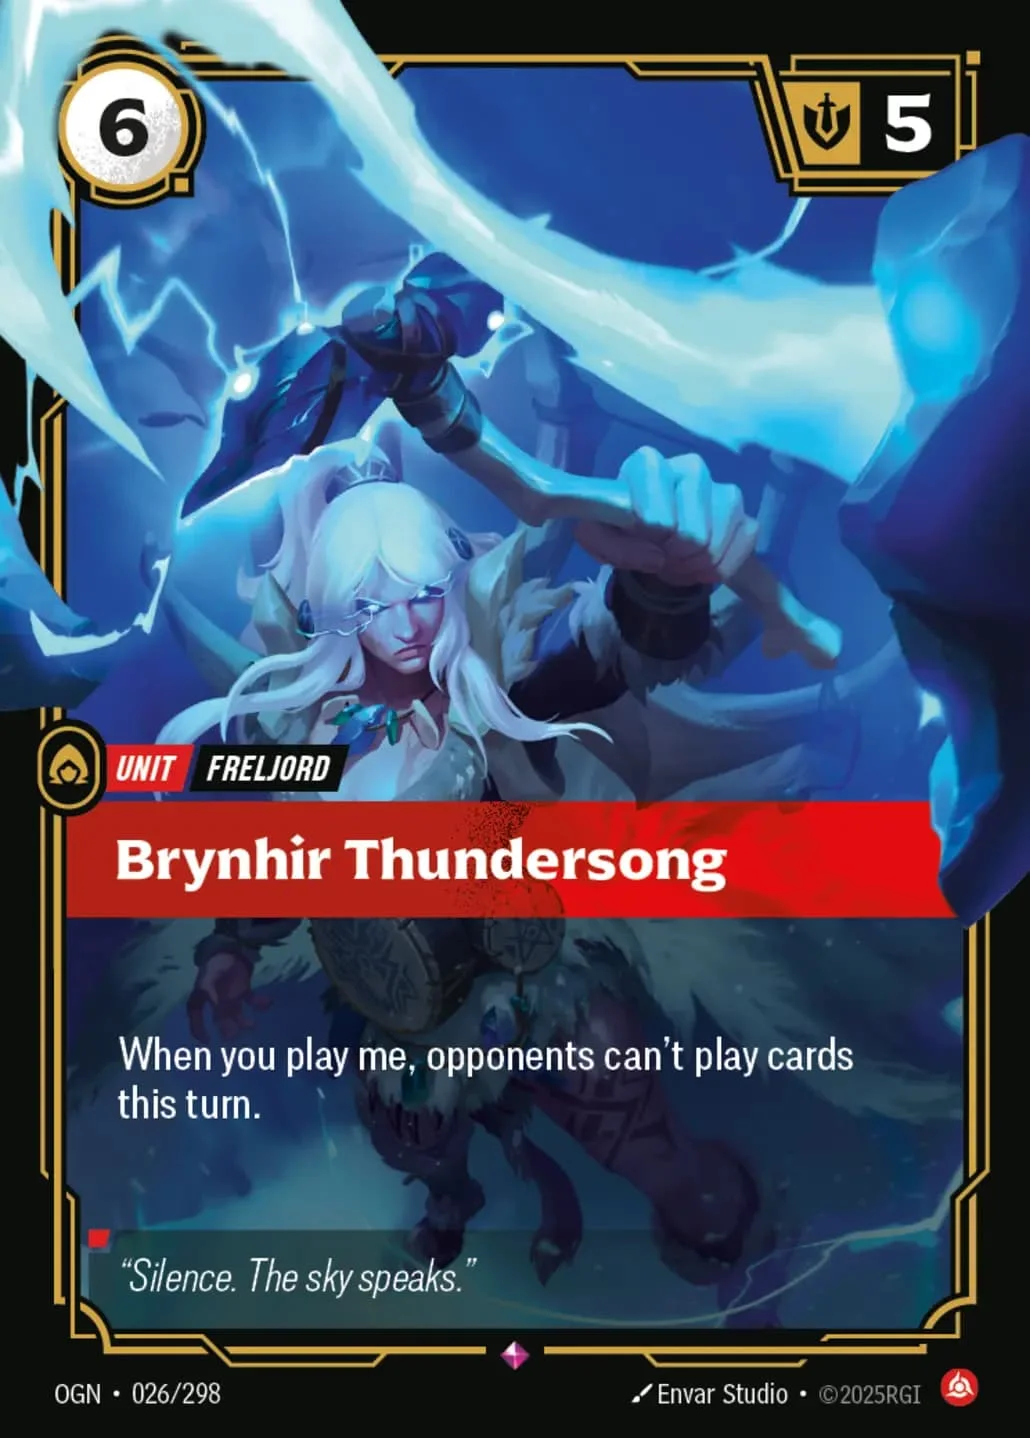 6
5
UNIT
FRELJORD
Brynhir Thundersong
When you play me, opponents can’t play cards
this turn.
“Silence. The sky speaks.”
OGN • 026/298
Envar Studio • ©2025RGI